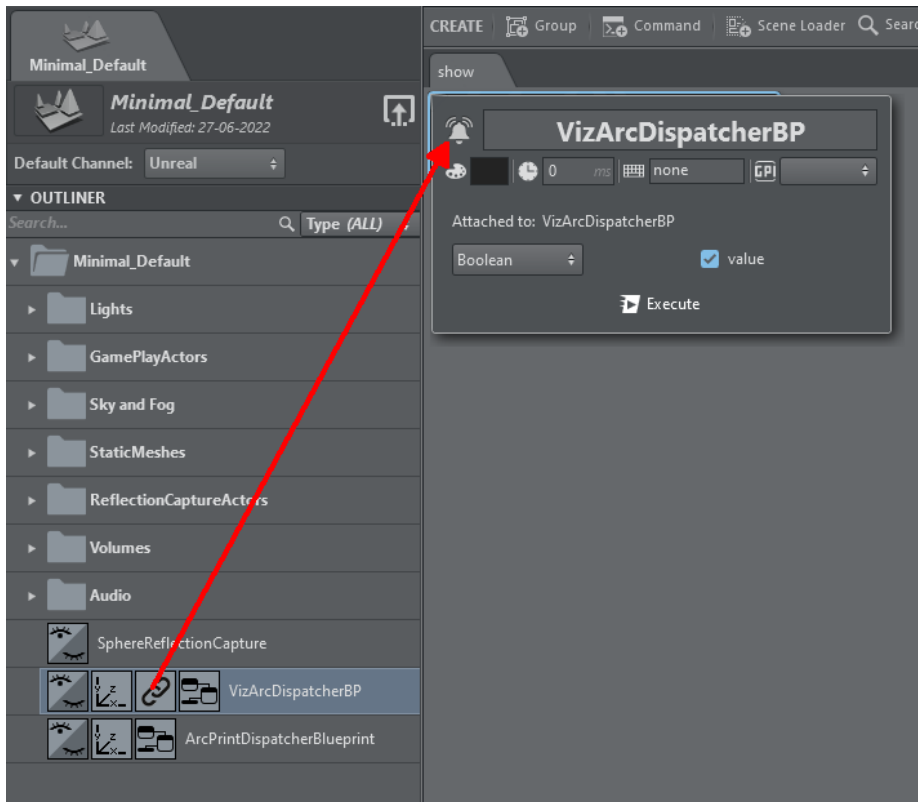 Minimal_Default
Minimal_Default
Last Modified: 27-06-2022
Default Channel: Unreal
OUTLINER
Search... Type (ALL)
Minimal_Default
Lights
GamePlayActors
Sky and Fog
StaticMeshes
ReflectionCaptureActors
Volumes
Audio
SphereReflectionCapture
VizArcDispatcherBP
ArcPrintDispatcherBlueprint
CREATE Group Command Scene Loader Searc
show
VizArcDispatcherBP
0 ms none GPI
Attached to: VizArcDispatcherBP
Boolean value
Execute